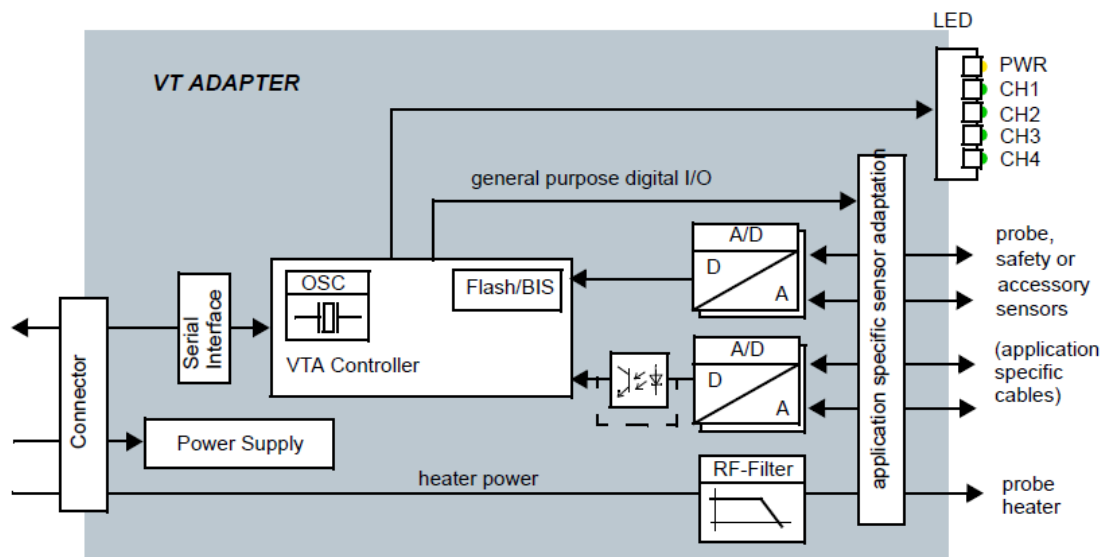 LED
VT ADAPTER
PWR
CH1
CH2
CH3
CH4
general purpose digital I/O
application specific sensor adaptation
A/D
D
A
probe,
safety or
accessory
sensors
OSC
Flash/BIS
VTA Controller
Serial
Interface
Connector
A/D
D
A
(application
specific
cables)
Power Supply
heater power
RF-Filter
probe
heater